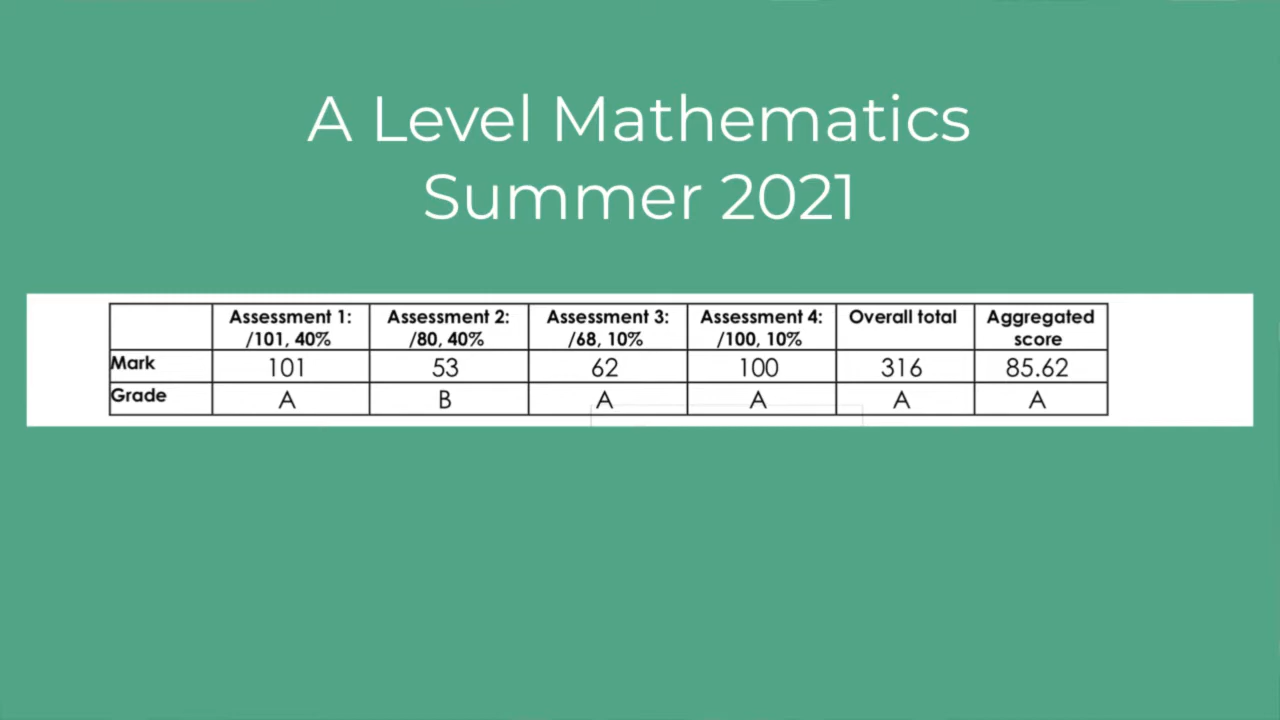 A Level Mathematics
Summer 2021
Assessment 1: Assessment 2: Assessment 3: Assessment 4: Overall total Aggregated
/101, 40% /80, 40% /68, 10% /100, 10% score
Mark 101 53 62 100 316 85.62
Grade A B A A A A